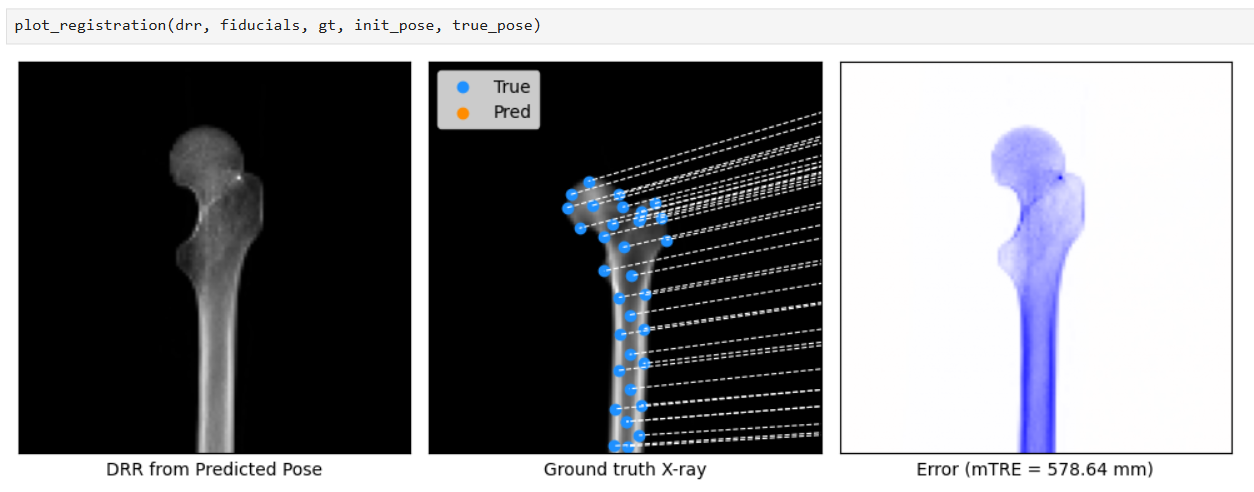 plot_registration(drr, fiducials, gt, init_pose, true_pose)
True
Pred
DRR from Predicted Pose
Ground truth X-ray
Error (mTRE = 578.64 mm)